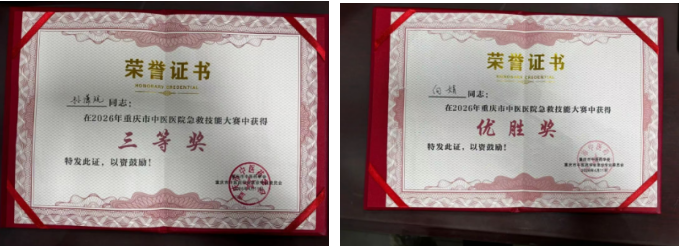 荣誉证书
HONORARY CREDENTIAL
同志：
在2026年重庆市中医医院急救技能大赛中获得
三等奖
特发此证，以资鼓励！
荣誉证书
HONORARY CREDENTIAL
向婧 同志：
在2026年重庆市中医医院急救技能大赛中获得
优胜奖
特发此证，以资鼓励！